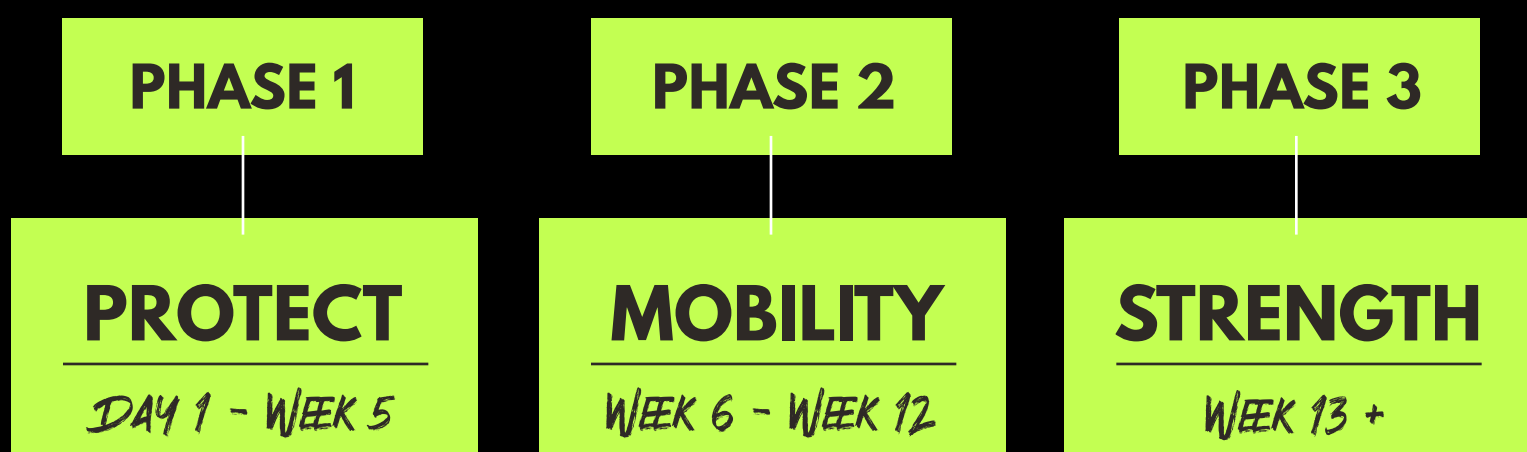 PHASE 1
PROTECT
DAY 1 - WEEK 5
PHASE 2
MOBILITY
WEEK 6 - WEEK 12
PHASE 3
STRENGTH
WEEK 13 +